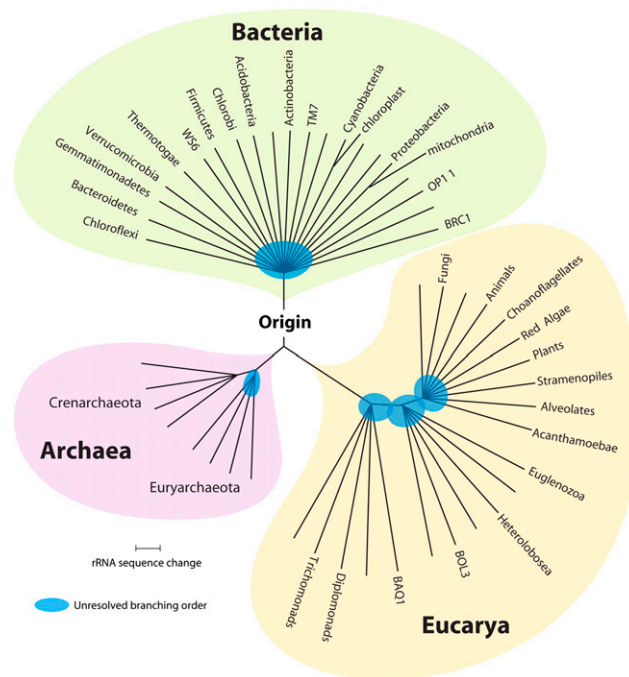 Bacteria
Chloroflexi
Bacteroidetes
Gemmatimonadetes
Verrucomicrobia
Thermotogae
WS6
Firmicutes
Chlorobi
Acidobacteria
Actinobacteria
TM7
Cyanobacteria
chloroplast
Proteobacteria
mitochondria
OP1 1
BRC1
Origin
Fungi
Animals
Choanoflagellates
Red Algae
Plants
Stramenopiles
Alveolates
Acanthamoebae
Euglenozoa
Heterolobosea
BOL3
BAQ1
Diplomonads
Trichomonads
Eucarya
Crenarchaeota
Archaea
Euryarchaeota
rRNA sequence change
Unresolved branching order